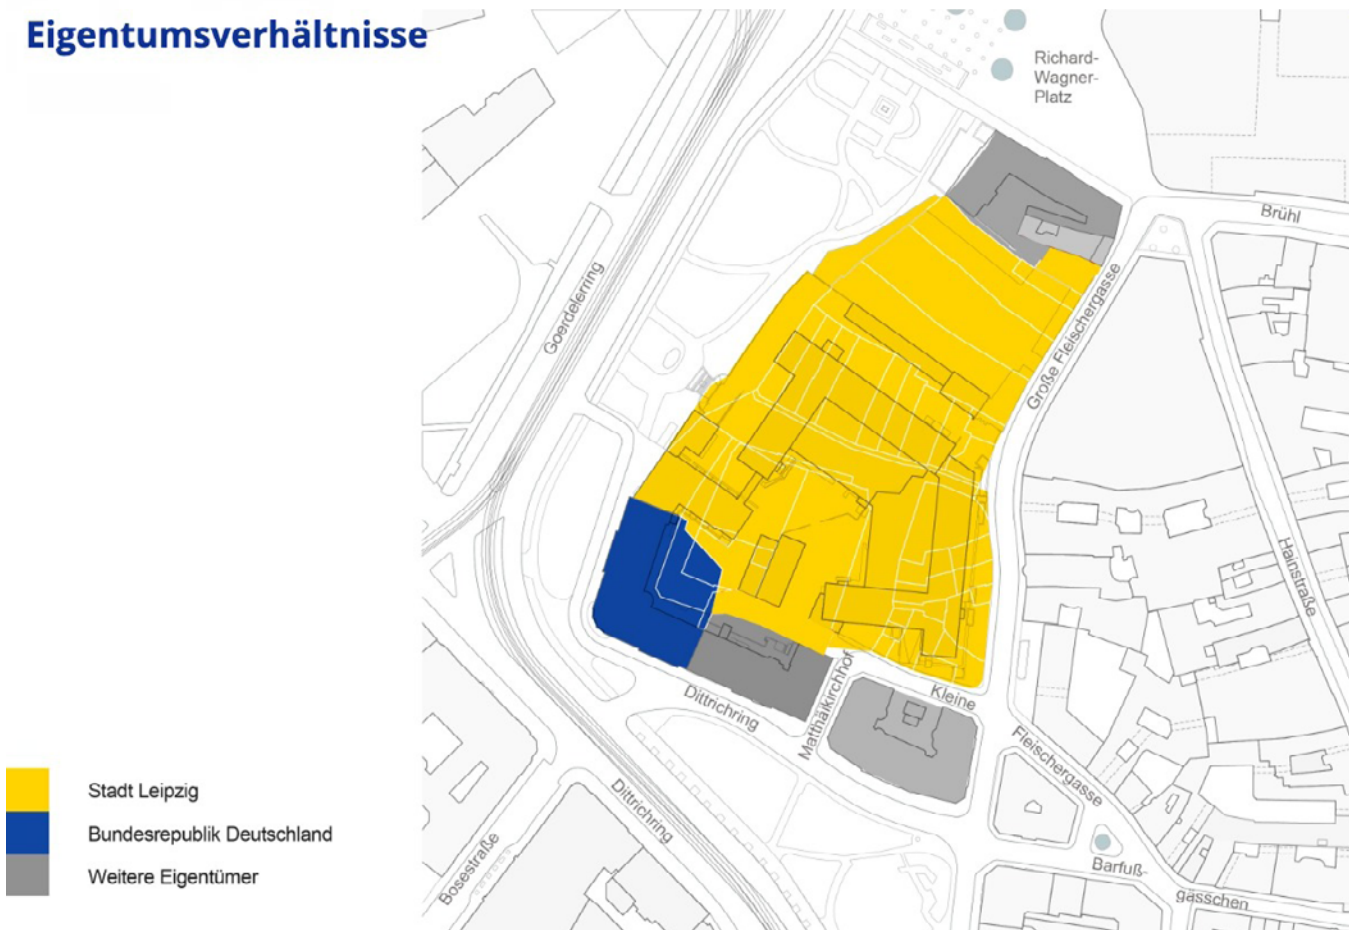 Eigentumsverhältnisse
Richard-
Wagner-
Platz
Brühl
Goerdelerring
Große Fleischergasse
Hainstraße
Matthäikirchhof
Kleine
Fleischergasse
Dittrichring
Dittrichring
Bosestraße
Barfuß-
gässchen
Stadt Leipzig
Bundesrepublik Deutschland
Weitere Eigentümer